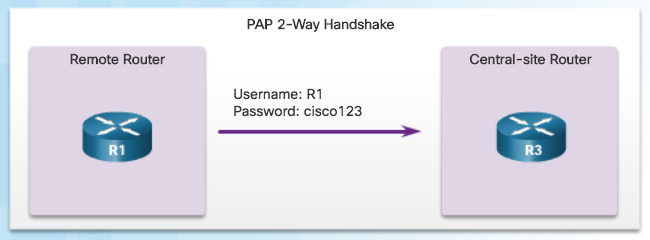 PAP 2-Way Handshake
Remote Router
Central-site Router
Username: R1
Password: cisco123
R1
R3